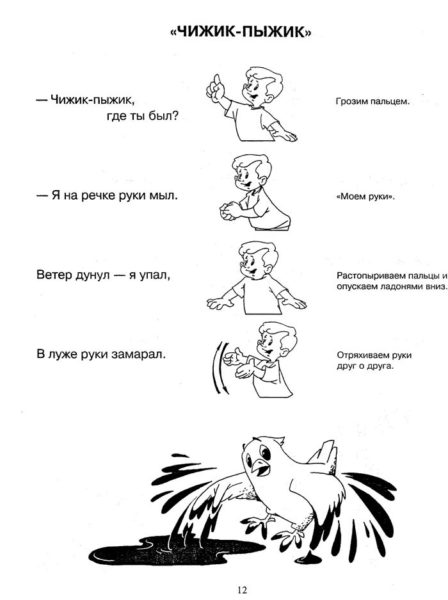 «ЧИЖИК-ПЫЖИК»
— Чижик-пыжик,
где ты был?
Грозим пальцем.
— Я на речке руки мыл.
«Моем руки».
Ветер дунул — я упал,
Растопыриваем пальцы и
опускаем ладонями вниз.
В луже руки замарал.
Отряхиваем руки
друг о друга.
12